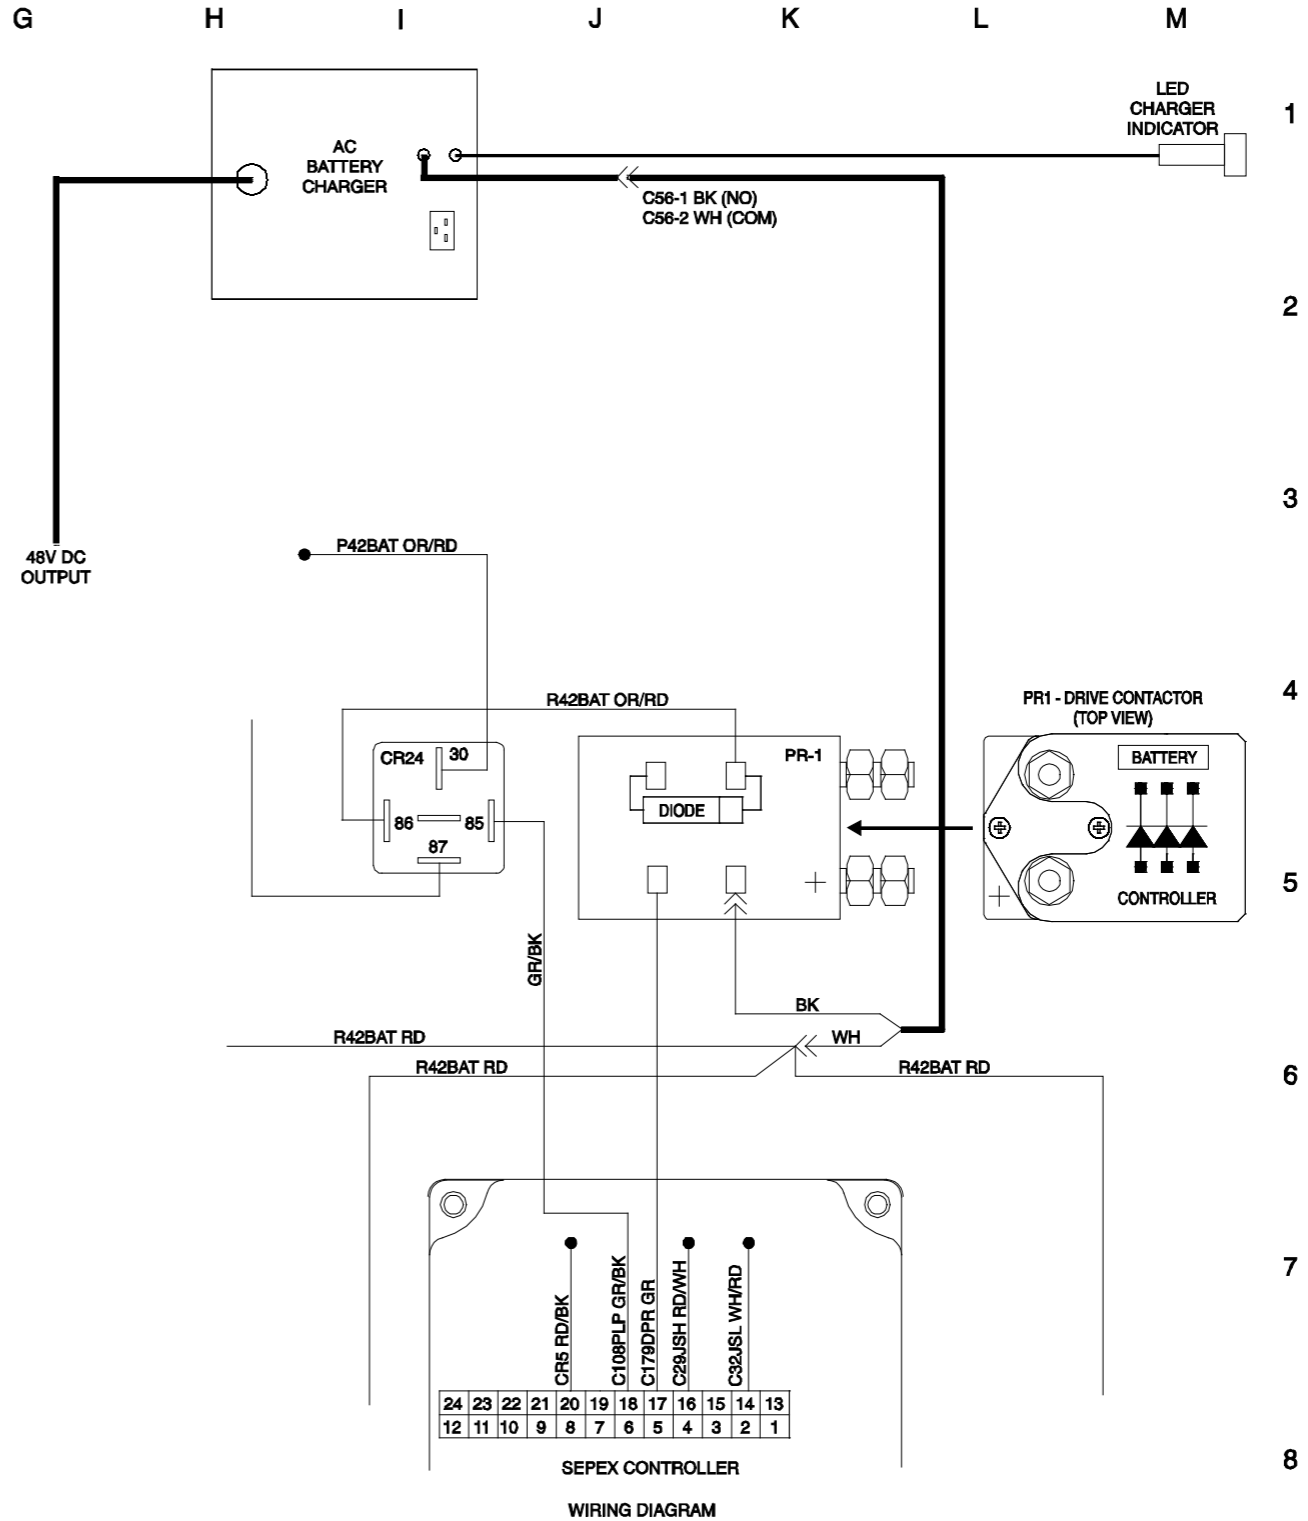 G H I J K L M
1
2
3
4
5
6
7
8
AC
BATTERY
CHARGER
LED
CHARGER
INDICATOR
C56-1 BK (NO)
C56-2 WH (COM)
48V DC
OUTPUT
P42BAT OR/RD
R42BAT OR/RD
CR24
30
86
85
87
PR-1
DIODE
PR1 - DRIVE CONTACTOR
(TOP VIEW)
BATTERY
CONTROLLER
GR/BK
BK
WH
R42BAT RD
R42BAT RD
R42BAT RD
CR5 RD/BK
C108PLP GR/BK
C179DPR GR
C29JSH RD/WH
C32JSL WH/RD
24 23 22 21 20 19 18 17 16 15 14 13
12 11 10 9 8 7 6 5 4 3 2 1
SEPEX CONTROLLER
WIRING DIAGRAM